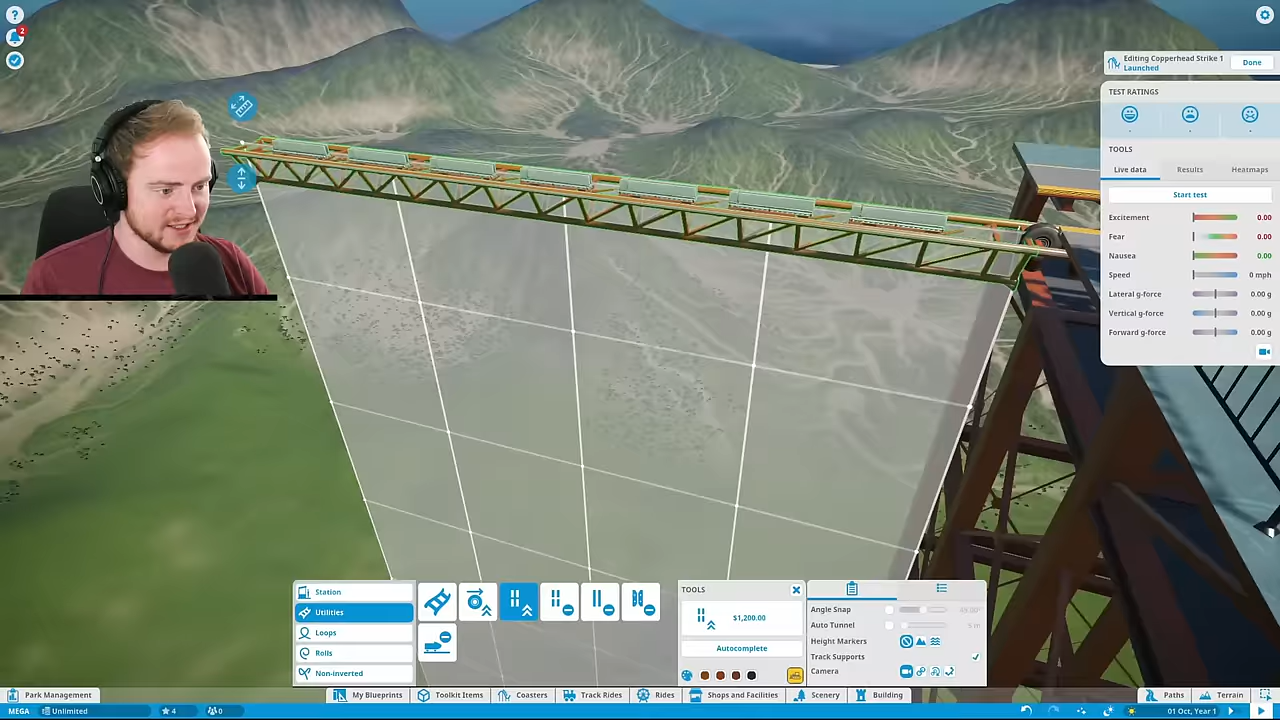 ?
2
Editing Copperhead Strike 1
Launched
Done
TEST RATINGS
-
-
-
TOOLS
Live data
Results
Heatmaps
Start test
Excitement
0.00
Fear
0.00
Nausea
0.00
Speed
0 mph
Lateral g-force
0.00 g
Vertical g-force
0.00 g
Forward g-force
0.00 g
Station
Utilities
Loops
Rolls
Non-inverted
TOOLS
$1,200.00
Autocomplete
Angle Snap
Auto Tunnel
Height Markers
Track Supports
Camera
Park Management
My Blueprints
Toolkit Items
Coasters
Track Rides
Rides
Shops and Facilities
Scenery
Building
Paths
Terrain
MEGA
Unlimited
4
0
01 Oct, Year 1